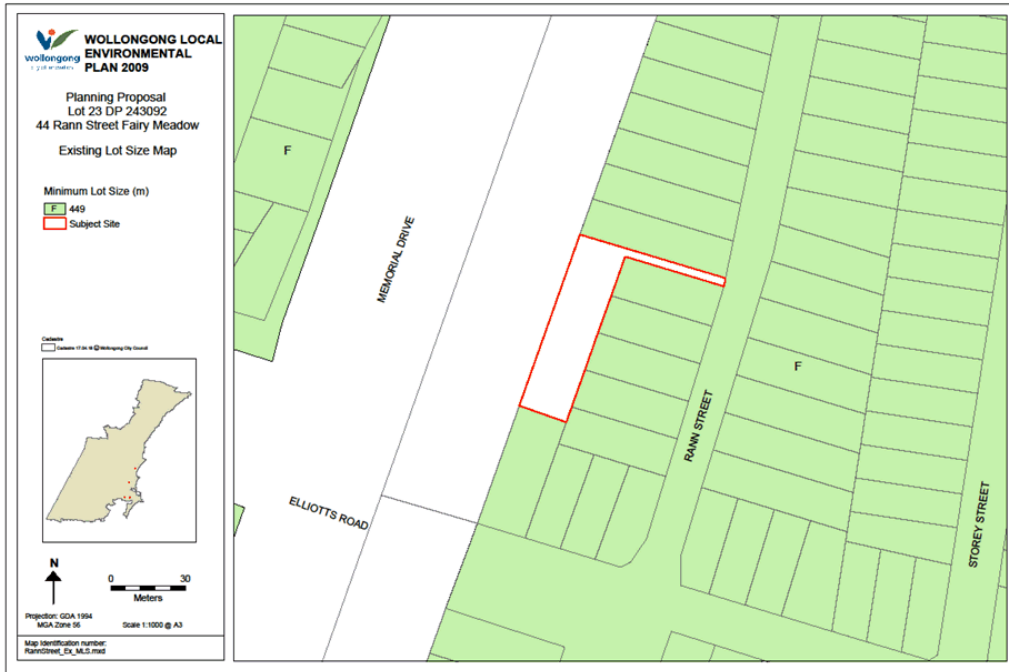 WOLLONGONG LOCAL
ENVIRONMENTAL
PLAN 2009
wollongong
Planning Proposal
Lot 23 DP 243092
44 Rann Street Fairy Meadow
Existing Lot Size Map
Minimum Lot Size (m)
F 449
Subject Site
Cadastre
N
0 30
Meters
Projection: GDA 1994
MGA Zone 56
Scale 1:1000 @ A3
Map Identification number:
RannStreet_Ex_MLS.mxd
F
MEMORIAL DRIVE
F
RANN STREET
ELLIOTTS ROAD
STOREY STREET